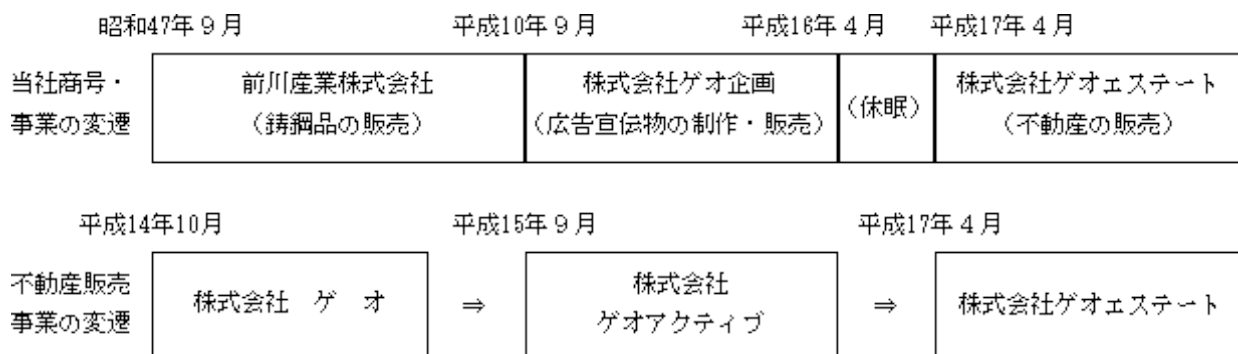 昭和47年9月 平成10年9月 平成16年4月 平成17年4月
当社商号・ 前川産業株式会社 株式会社ゲオ企画 (休眠) 株式会社ゲオエステート
事業の変遷 (鋳鋼品の販売) (広告宣伝物の制作・販売) (不動産の販売)
平成14年10月 平成15年9月 平成17年4月
不動産販売 株式会社 ゲ オ ⇒ 株式会社 ⇒ 株式会社ゲオエステート
事業の変遷 ゲオアクティブ